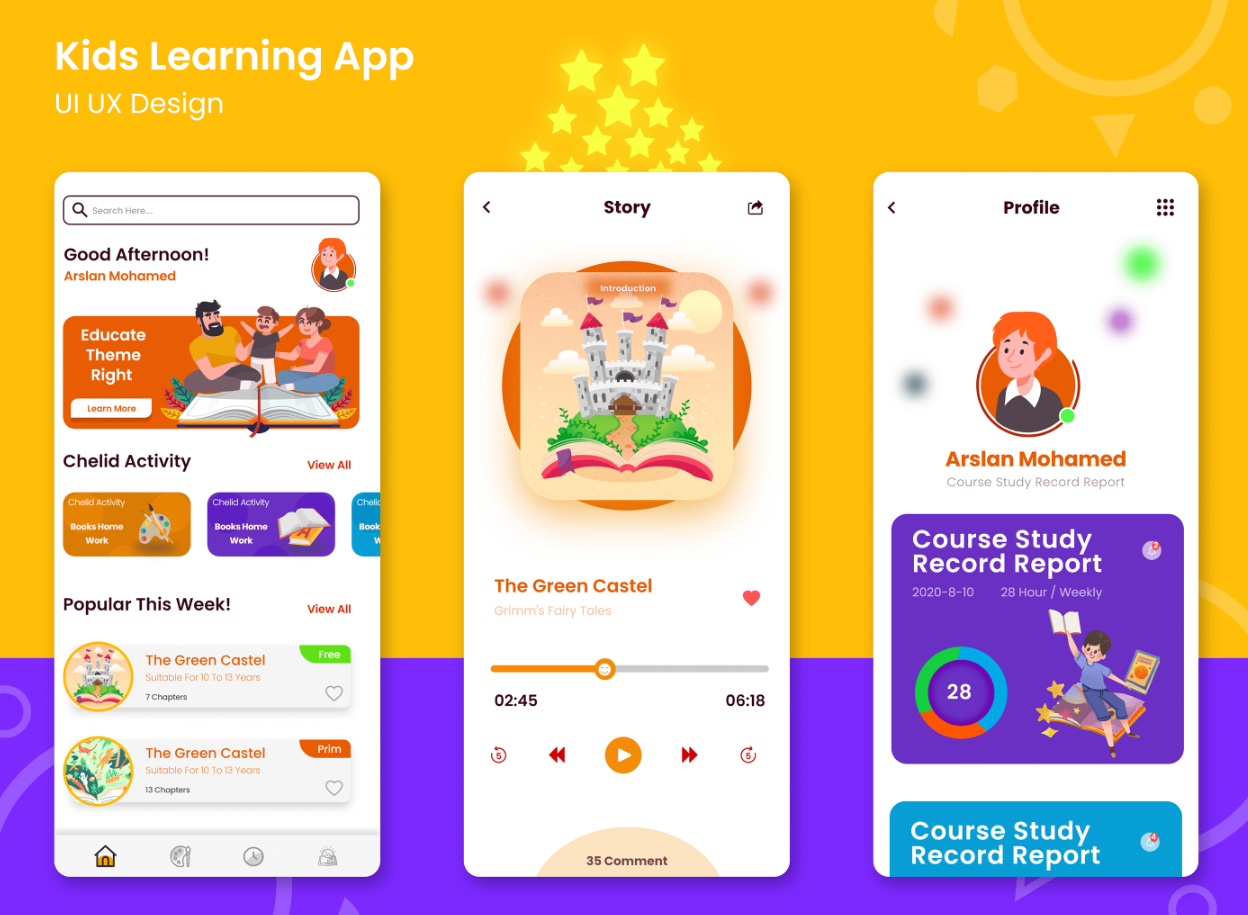 Kids Learning App
UI UX Design
Search Here....
Good Afternoon!
Arslan Mohamed
Educate
Theme
Right
Learn More
Chelid Activity
View All
Chelid Activity
Books Home
Work
Chelid Activity
Books Home
Work
Chelid
Book
W
Popular This Week!
View All
The Green Castel
Free
Suitable For 10 To 13 Years
7 Chapters
The Green Castel
Prim
Suitable For 10 To 13 Years
13 Chapters
Story
Introduction
The Green Castel
Grimm's Fairy Tales
02:45
06:18
5
5
35 Comment
Profile
Arslan Mohamed
Course Study Record Report
Course Study
Record Report
2
2020-8-10
28 Hour / Weekly
28
Course Study
Record Report
4